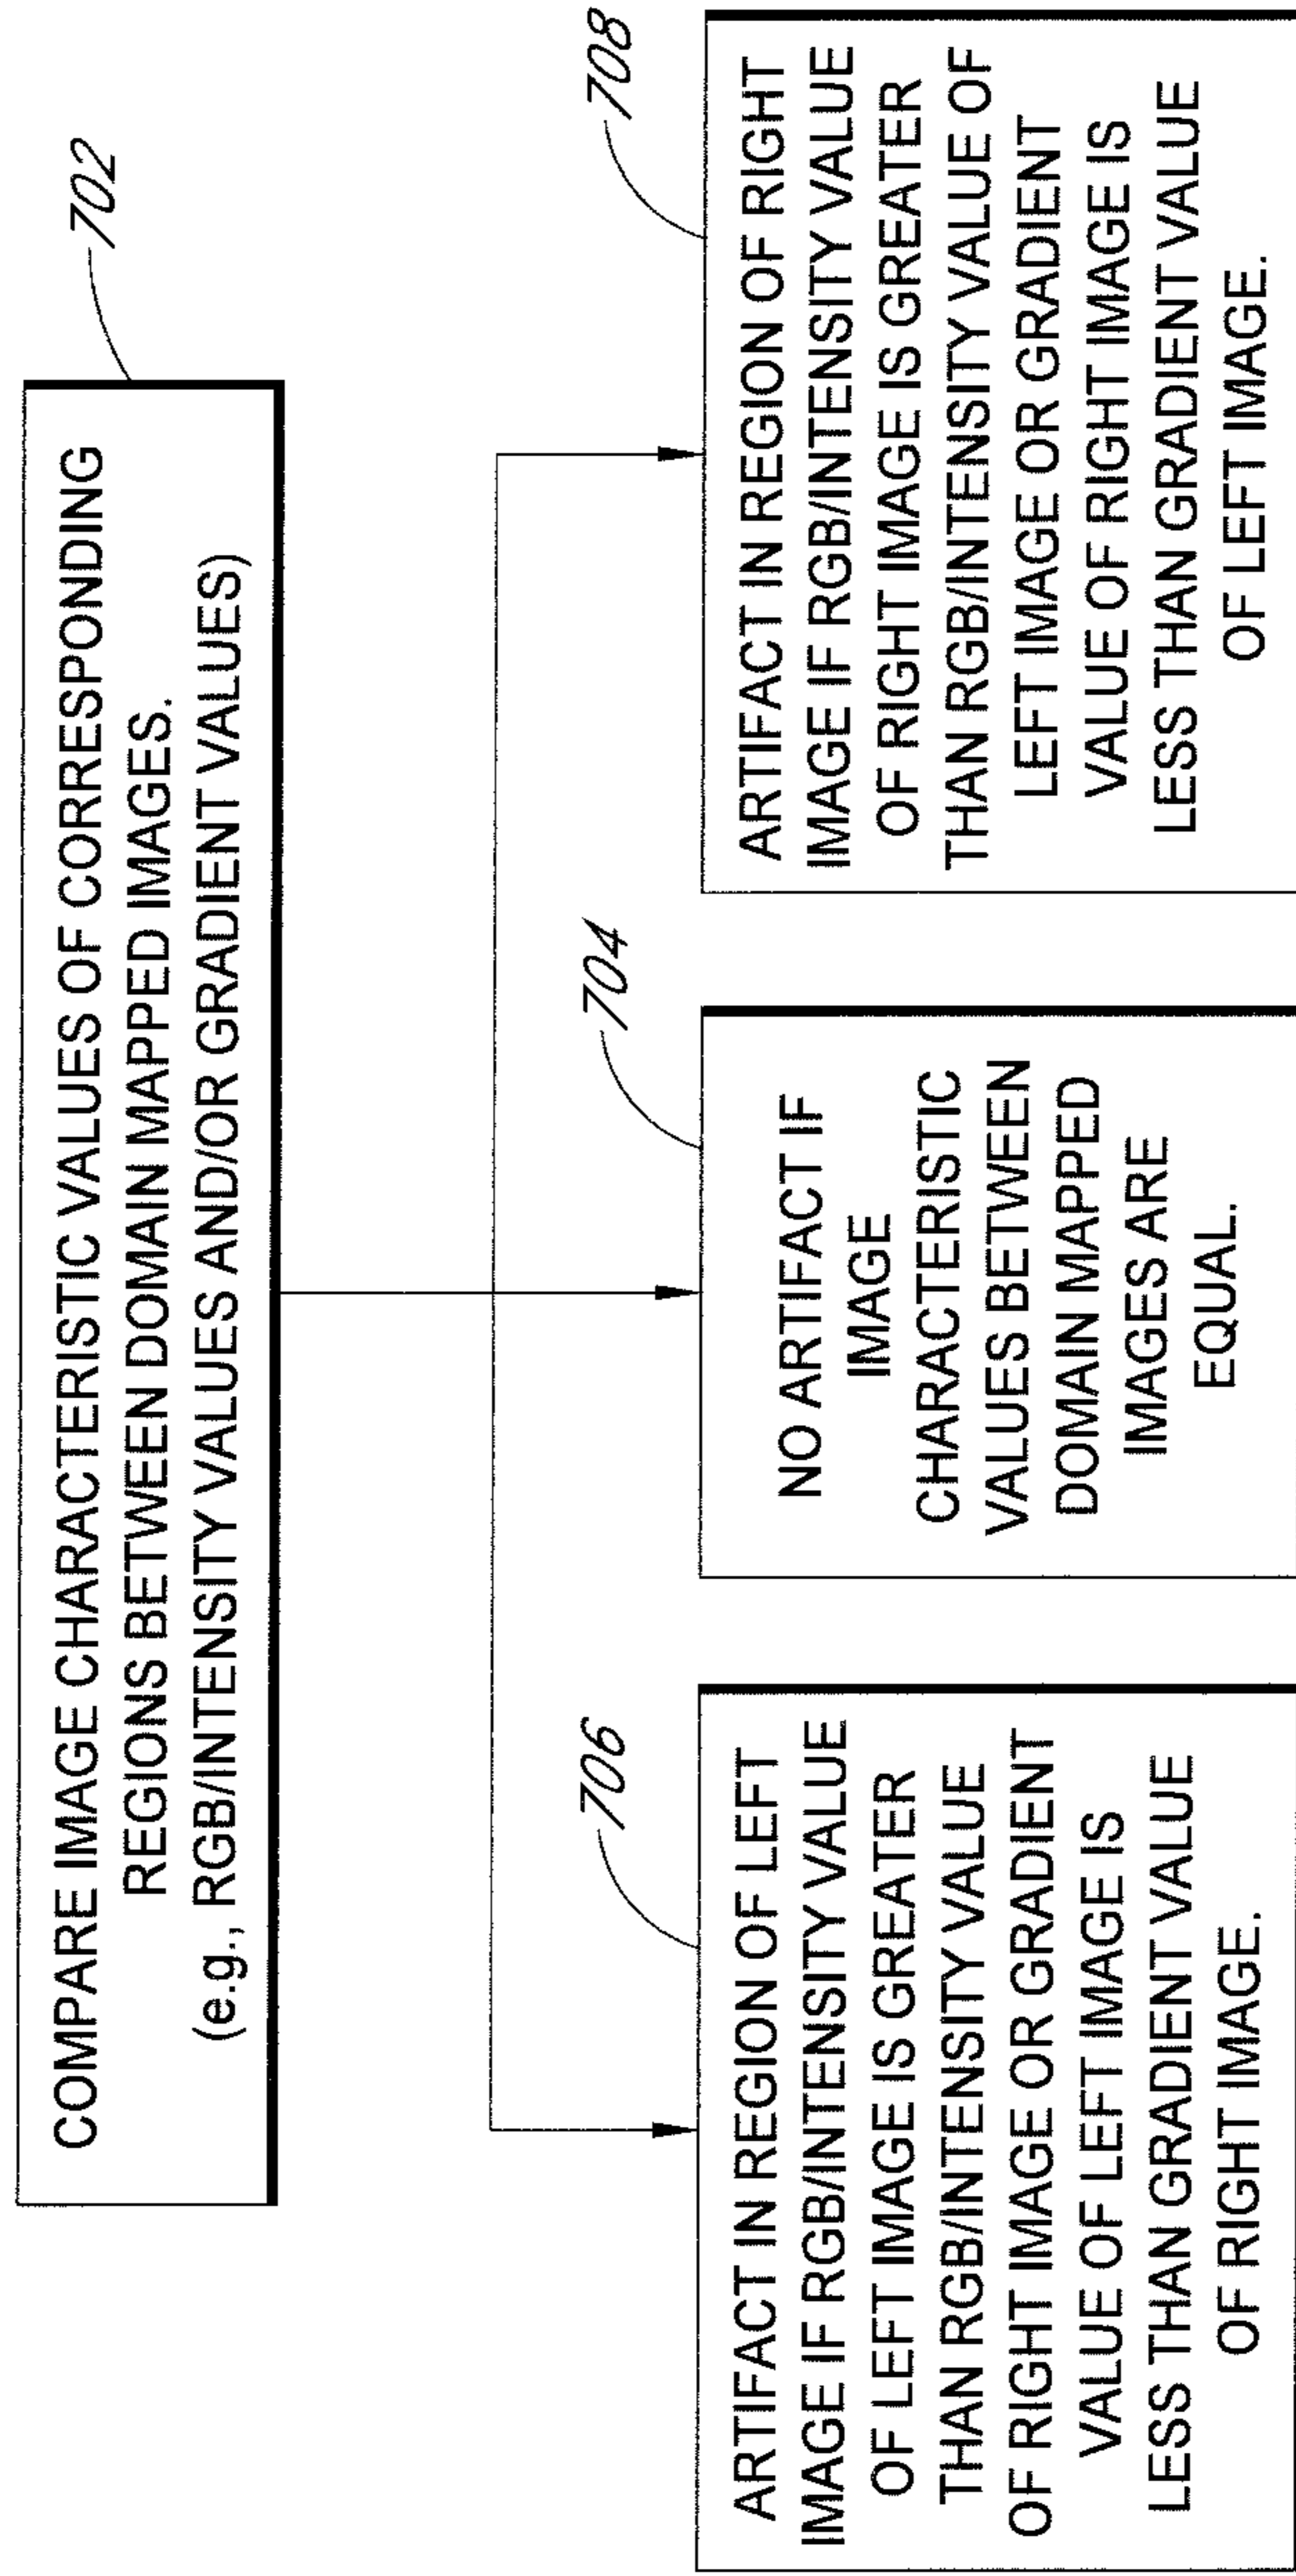 702
COMPARE IMAGE CHARACTERISTIC VALUES OF CORRESPONDING
REGIONS BETWEEN DOMAIN MAPPED IMAGES.
(e.g., RGB/INTENSITY VALUES AND/OR GRADIENT VALUES)
706
ARTIFACT IN REGION OF LEFT
IMAGE IF RGB/INTENSITY VALUE
OF LEFT IMAGE IS GREATER
THAN RGB/INTENSITY VALUE
OF RIGHT IMAGE OR GRADIENT
VALUE OF LEFT IMAGE IS
LESS THAN GRADIENT VALUE
OF RIGHT IMAGE.
704
NO ARTIFACT IF
IMAGE
CHARACTERISTIC
VALUES BETWEEN
DOMAIN MAPPED
IMAGES ARE
EQUAL.
708
ARTIFACT IN REGION OF RIGHT
IMAGE IF RGB/INTENSITY VALUE
OF RIGHT IMAGE IS GREATER
THAN RGB/INTENSITY VALUE OF
LEFT IMAGE OR GRADIENT
VALUE OF RIGHT IMAGE IS
LESS THAN GRADIENT VALUE
OF LEFT IMAGE.